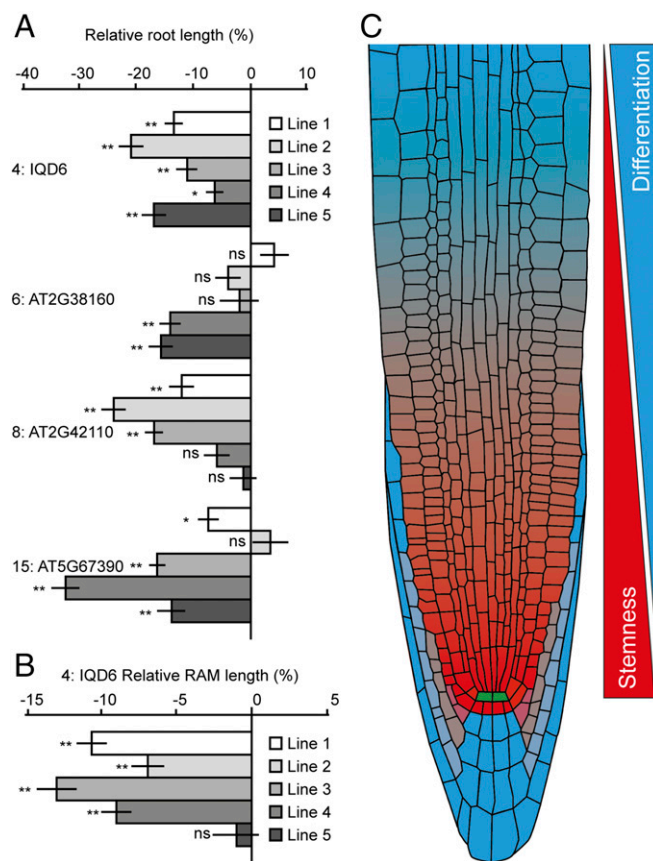 A
Relative root length (%)
-40 -30 -20 -10 0 10
4: IQD6
**
**
**
*
**
Line 1
Line 2
Line 3
Line 4
Line 5
6: AT2G38160
ns
ns
ns
**
**
8: AT2G42110
**
**
**
ns
ns
15: AT5G67390
*
ns
**
**
**
B
4: IQD6 Relative RAM length (%)
-15 -10 -5 0 5
**
**
**
**
ns
Line 1
Line 2
Line 3
Line 4
Line 5
C
Differentiation
Stemness